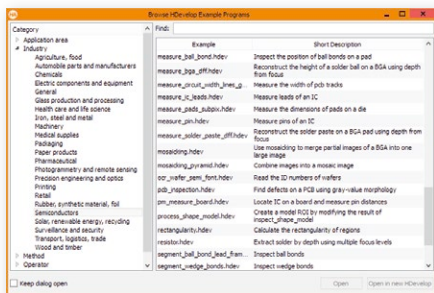 Browse HDevelop Example Programs
Category
Application area
Industry
Agriculture, food
Automobile parts and manufacturers
Chemicals
Electric components and equipment
General
Glass production and processing
Health care and life science
Iron, steel and metal
Machinery
Medical supplies
Packaging
Paper products
Pharmaceutical
Photogrammetry and remote sensing
Precision engineering and optics
Printing
Retail
Rubber, synthetic material, foil
Semiconductors
Solar, renewable energy, recycling
Surveillance and security
Transport, logistics, trade
Wood and timber
Method
Operator
Find:
Example Short Description
measure_ball_bond.hdev Inspect the position of ball bonds on a pad
measure_bga_dff.hdev Reconstruct the height of a solder ball on a BGA using depth
from focus
measure_circuit_width_lines_g... Measure the width of pcb tracks
measure_ic_leads.hdev Measure leads of an IC
measure_pads_subpix.hdev Measure the dimensions of pads on a die
measure_pin.hdev Measure pins of an IC
measure_solder_paste_dff.hdev Reconstruct the solder paste on a BGA pad using depth from
focus
mosaicking.hdev Use mosaicking to merge partial images of a BGA into one
large image
mosaicking_pyramid.hdev Combine images into a mosaic image
ocr_wafer_semi_font.hdev Read the ID numbers of wafers
pcb_inspection.hdev Find defects on a PCB using gray-value morphology
pm_measure_board.hdev Locate IC on a board and measure pin distances
process_shape_model.hdev Create a model ROI by modifying the result of
inspect_shape_model
rectangularity.hdev Calculate the rectangularity of regions
resistor.hdev Extract solder by depth using multiple focus levels
segment_ball_bond_lead_fram... Inspect ball bonds
segment_wedge_bonds.hdev Inspect wedge bonds
Keep dialog open
Open Open in new HDevelop